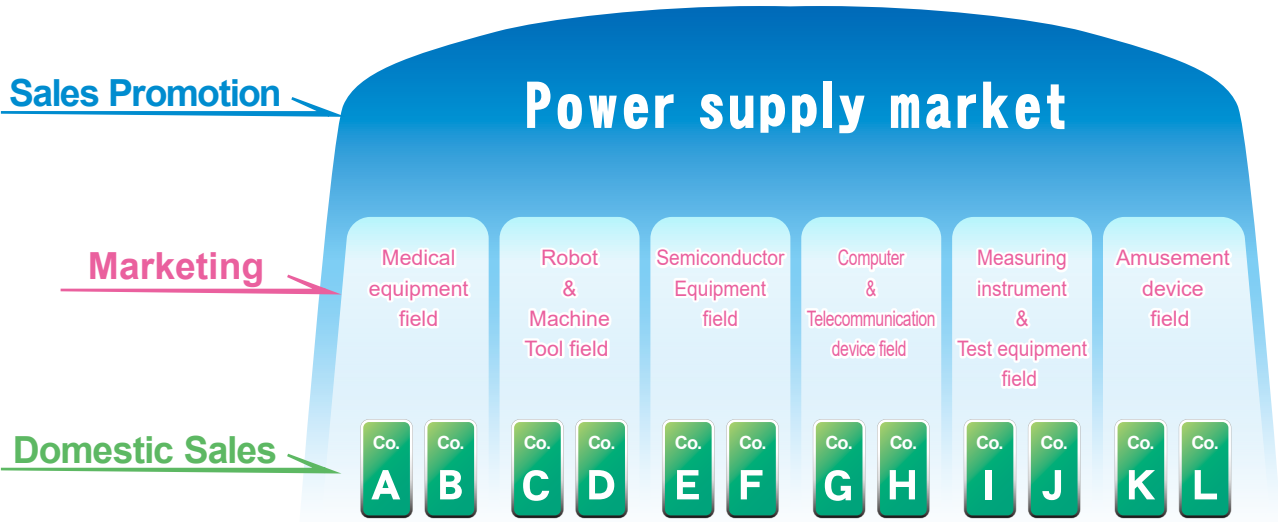 Sales Promotion
Power supply market
Marketing
Medical
equipment
field
Robot
&
Machine
Tool field
Semiconductor
Equipment
field
Computer
&
Telecommunication
device field
Measuring
instrument
&
Test equipment
field
Amusement
device
field
Domestic Sales
Co.
A
Co.
B
Co.
C
Co.
D
Co.
E
Co.
F
Co.
G
Co.
H
Co.
I
Co.
J
Co.
K
Co.
L